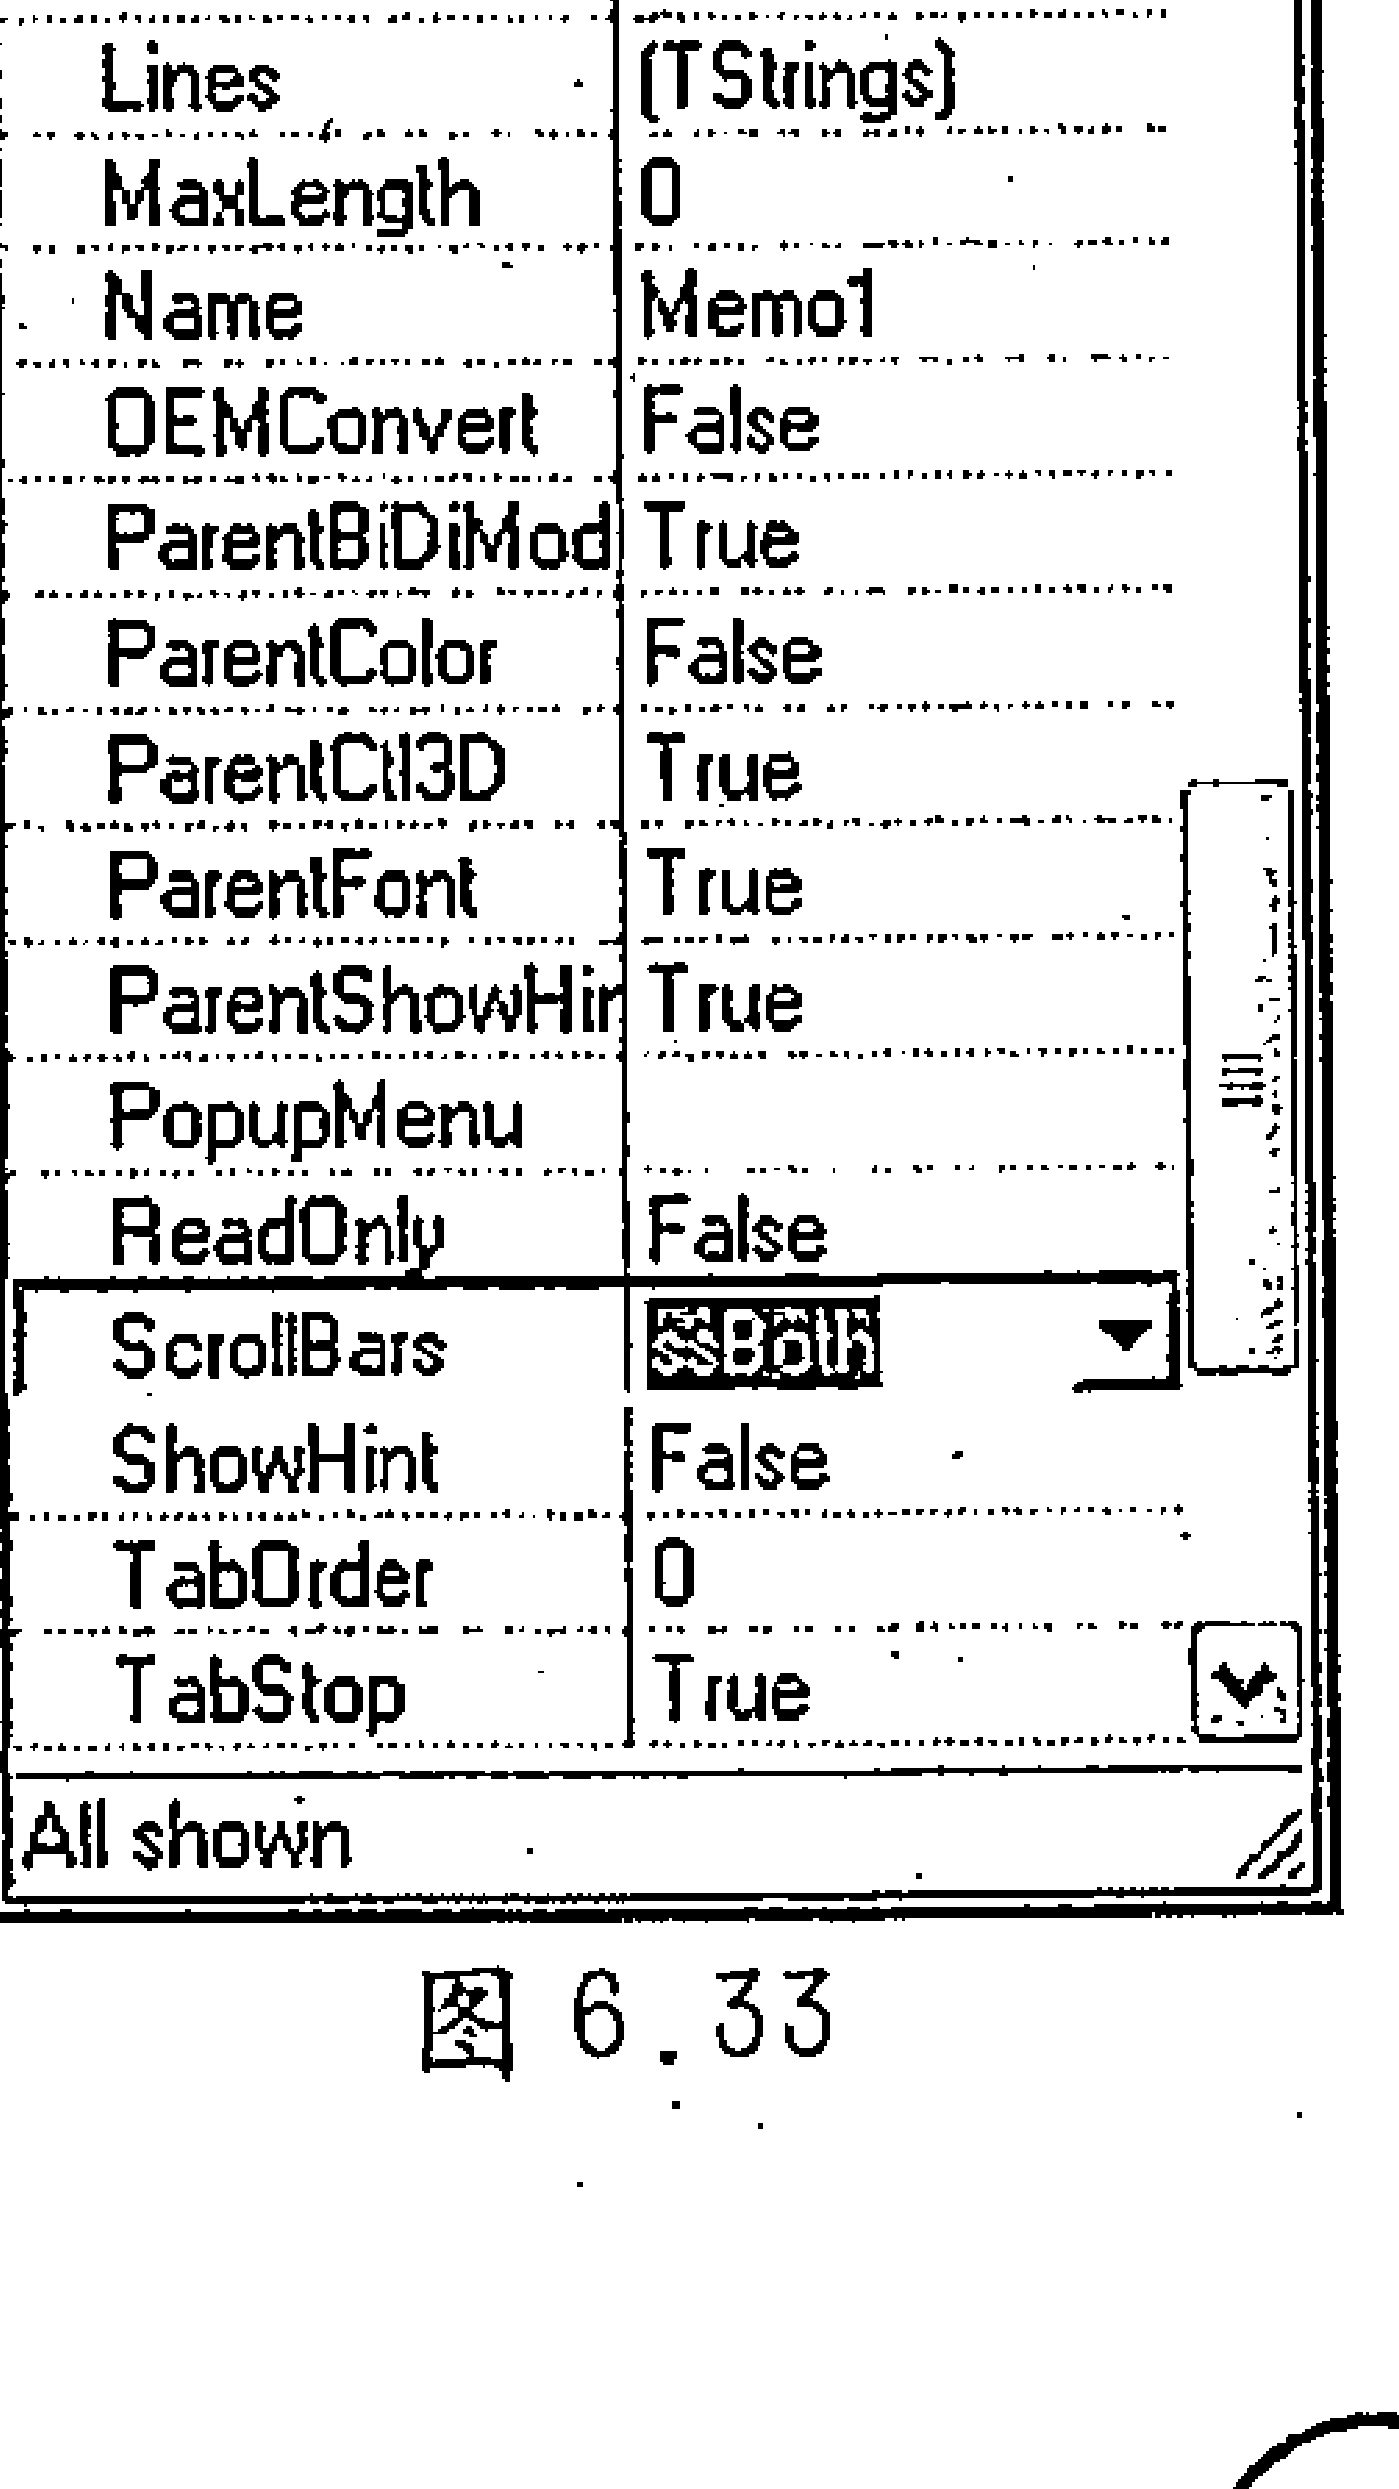 Lines (TStrings)
MaxLength 0
Name Memo1
OEMConvert False
ParentBiDiMod True
ParentColor False
ParentCtl3D True
ParentFont True
ParentShowHin True
PopupMenu
ReadOnly False
ScrollBars ssBoth
ShowHint False
TabOrder 0
TabStop True
All shown
图 6.33